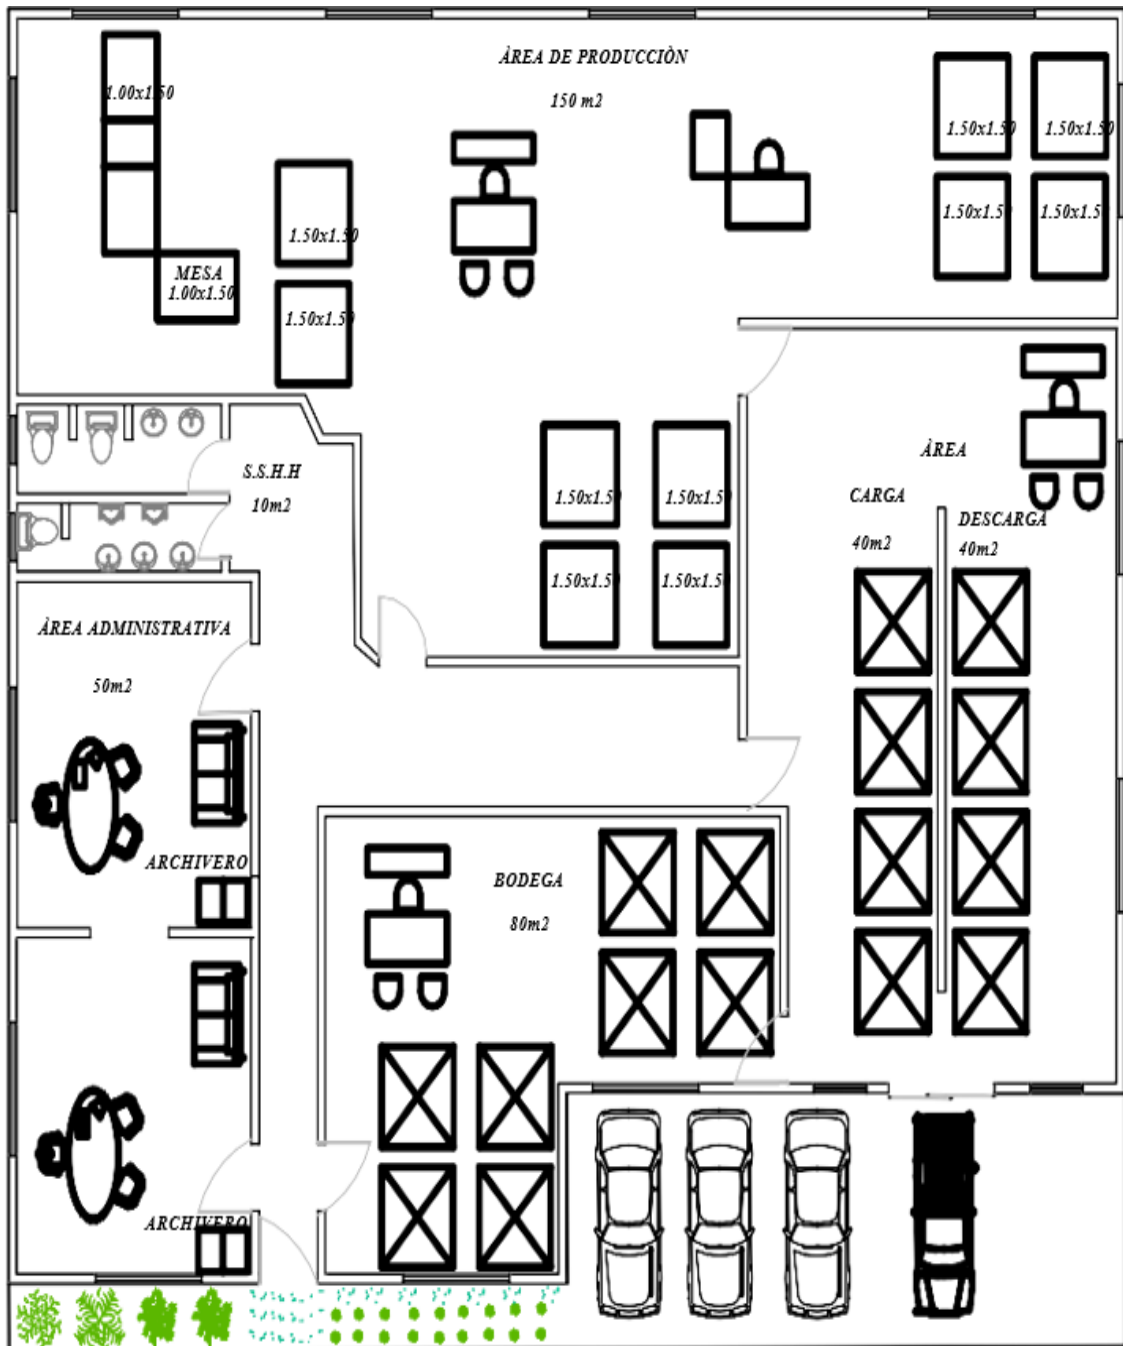 ÀREA DE PRODUCCIÒN
150 m2
1.00x1.50
1.50x1.50
1.50x1.50
1.50x1.50
1.50x1.50
1.50x1.50
MESA
1.00x1.50
1.50x1.50
S.S.H.H
10m2
1.50x1.50
1.50x1.50
1.50x1.50
1.50x1.50
ÀREA
CARGA
40m2
DESCARGA
40m2
ÀREA ADMINISTRATIVA
50m2
ARCHIVERO
BODEGA
80m2
ARCHIVERO